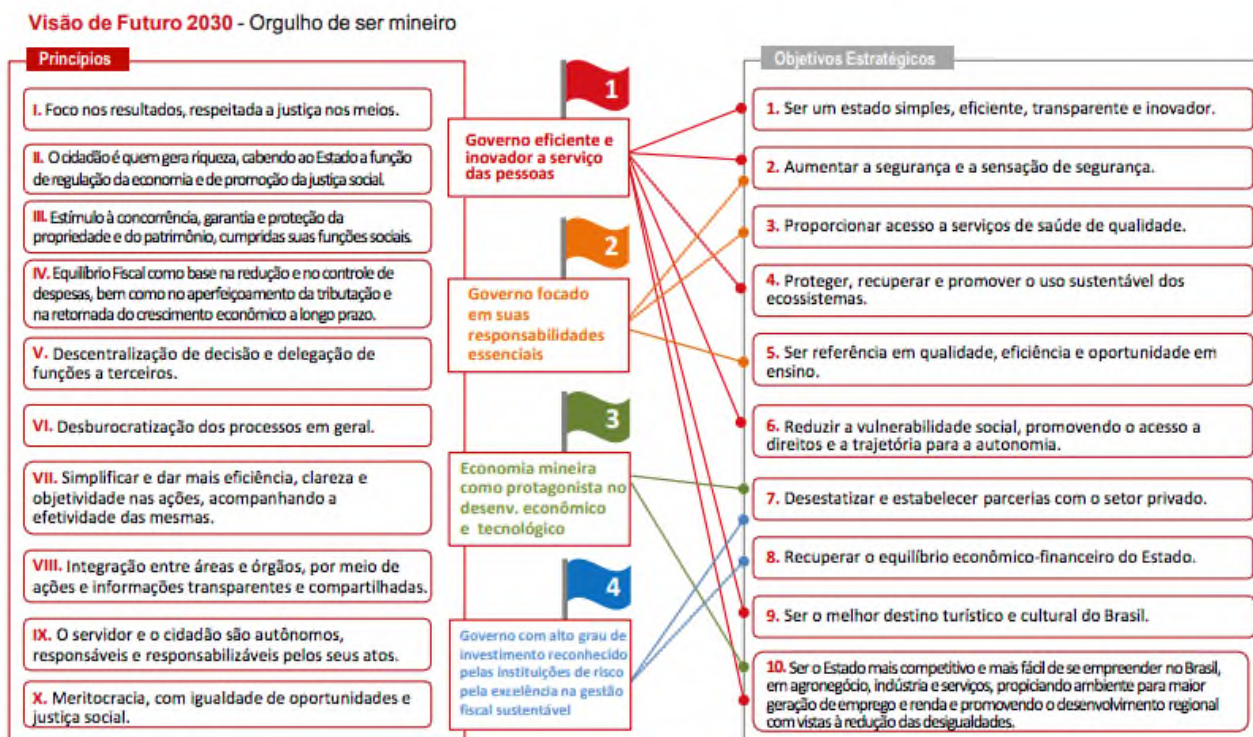 Visão de Futuro 2030 - Orgulho de ser mineiro
Princípios
I. Foco nos resultados, respeitada a justiça nos meios.
II. O cidadão é quem gera riqueza, cabendo ao Estado a função
de regulação da economia e de promoção da justiça social.
III. Estímulo à concorrência, garantia e proteção da
propriedade e do patrimônio, cumpridas suas funções sociais.
IV. Equilíbrio Fiscal como base na redução e no controle de
despesas, bem como no aperfeiçoamento da tributação e
na retornada do crescimento econômico a longo prazo.
V. Descentralização de decisão e delegação de
funções a terceiros.
VI. Desburocratização dos processos em geral.
VII. Simplificar e dar mais eficiência, clareza e
objetividade nas ações, acompanhando a
efetividade das mesmas.
VIII. Integração entre áreas e órgãos, por meio de
ações e informações transparentes e compartilhadas.
IX. O servidor e o cidadão são autônomos,
responsáveis e responsabilizáveis pelos seus atos.
X. Meritocracia, com igualdade de oportunidades e
justiça social.
1
Governo eficiente e
inovador a serviço
das pessoas
2
Governo focado
em suas
responsabilidades
essenciais
3
Economia mineira
como protagonista no
desenv. econômico
e tecnológico
4
Governo com alto grau de
investimento reconhecido
pelas instituições de risco
pela excelência na gestão
fiscal sustentável
Objetivos Estratégicos
1. Ser um estado simples, eficiente, transparente e inovador.
2. Aumentar a segurança e a sensação de segurança.
3. Proporcionar acesso a serviços de saúde de qualidade.
4. Proteger, recuperar e promover o uso sustentável dos
ecossistemas.
5. Ser referência em qualidade, eficiência e oportunidade em
ensino.
6. Reduzir a vulnerabilidade social, promovendo o acesso a
direitos e a trajetória para a autonomia.
7. Desestatizar e estabelecer parcerias com o setor privado.
8. Recuperar o equilíbrio econômico-financeiro do Estado.
9. Ser o melhor destino turístico e cultural do Brasil.
10. Ser o Estado mais competitivo e mais fácil de se empreender no Brasil,
em agronegócio, indústria e serviços, propiciando ambiente para maior
geração de emprego e renda e promovendo o desenvolvimento regional
com vistas à redução das desigualdades.